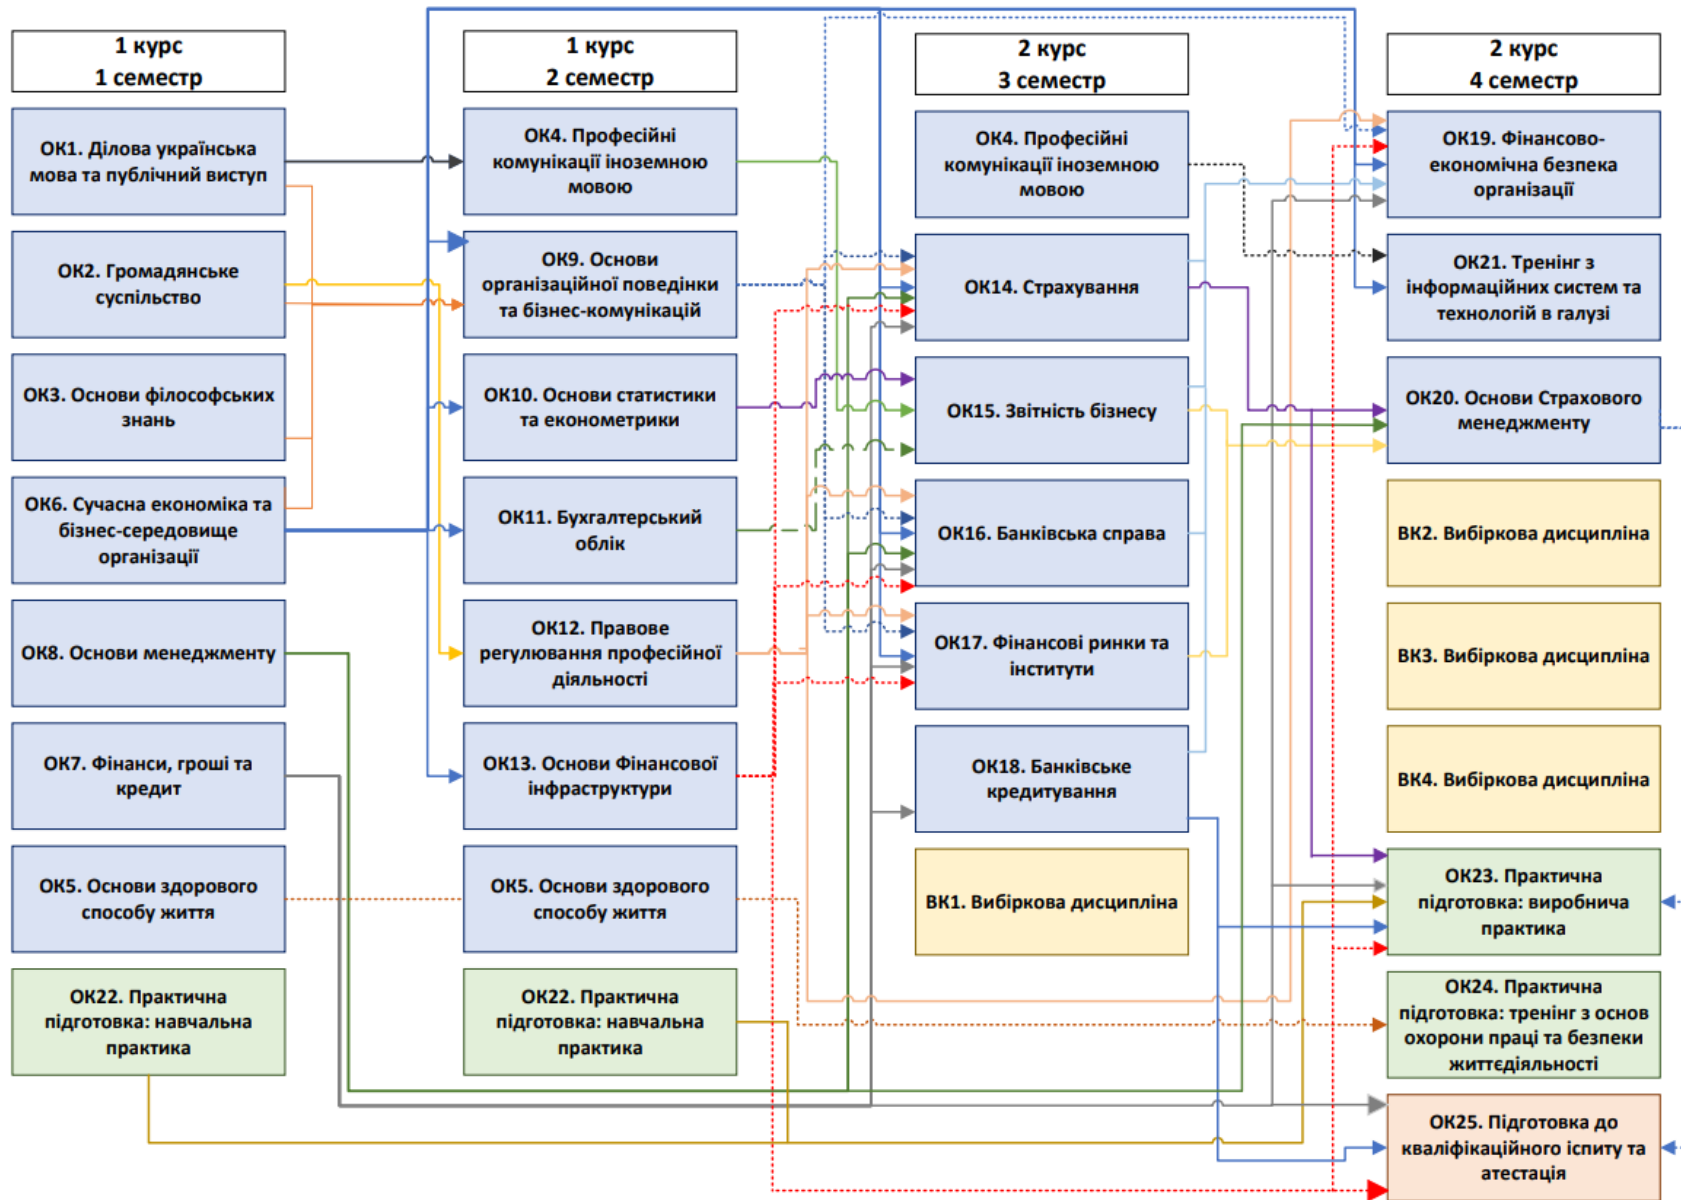 1 курс
1 семестр
ОК1. Ділова українська
мова та публічний виступ
ОК2. Громадянське
суспільство
ОК3. Основи філософських
знань
ОК6. Сучасна економіка та
бізнес-середовище
організації
ОК8. Основи менеджменту
ОК7. Фінанси, гроші та
кредит
ОК5. Основи здорового
способу життя
ОК22. Практична
підготовка: навчальна
практика
1 курс
2 семестр
ОК4. Професійні
комунікації іноземною
мовою
ОК9. Основи
організаційної поведінки
та бізнес-комунікацій
ОК10. Основи статистики
та економетрики
ОК11. Бухгалтерський
облік
ОК12. Правове
регулювання професійної
діяльності
ОК13. Основи Фінансової
інфраструктури
ОК5. Основи здорового
способу життя
ОК22. Практична
підготовка: навчальна
практика
2 курс
3 семестр
ОК4. Професійні
комунікації іноземною
мовою
ОК14. Страхування
ОК15. Звітність бізнесу
ОК16. Банківська справа
ОК17. Фінансові ринки та
інститути
ОК18. Банківське
кредитування
ВК1. Вибіркова дисципліна
2 курс
4 семестр
ОК19. Фінансово-
економічна безпека
організації
ОК21. Тренінг з
інформаційних систем та
технологій в галузі
ОК20. Основи Страхового
менеджменту
ВК2. Вибіркова дисципліна
ВК3. Вибіркова дисципліна
ВК4. Вибіркова дисципліна
ОК23. Практична
підготовка: виробнича
практика
ОК24. Практична
підготовка: тренінг з основ
охорони праці та безпеки
життєдіяльності
ОК25. Підготовка до
кваліфікаційного іспиту та
атестація